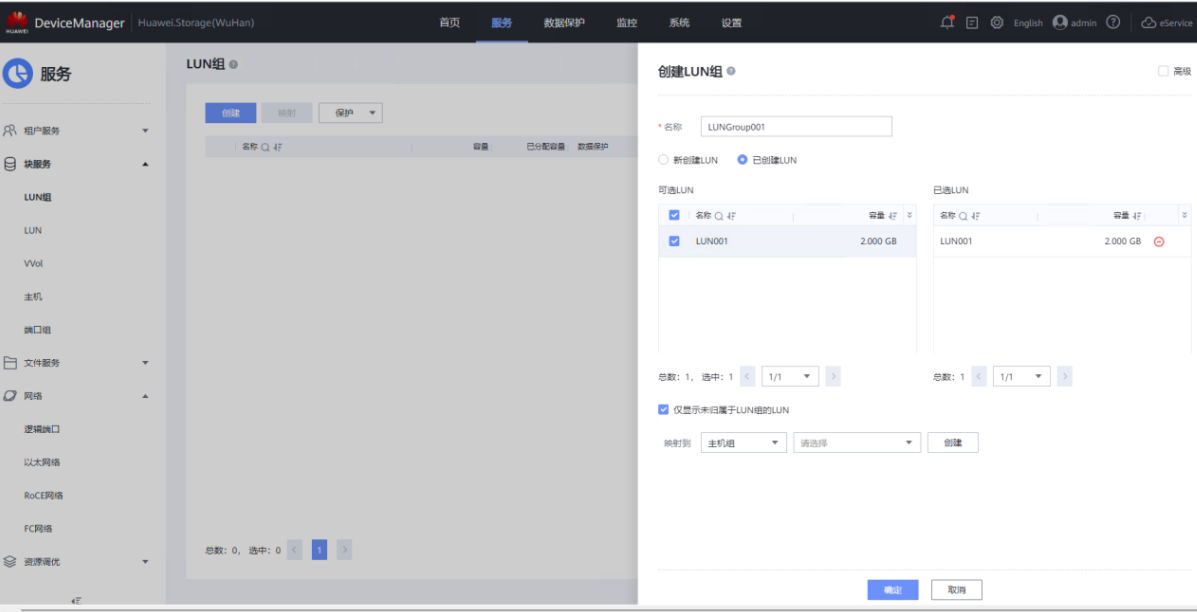 HUAWEI DeviceManager Huawei.Storage(WuHan) 首页 服务 数据保护 监控 系统 设置 English admin eService
服务
租户服务
块服务
LUN组
LUN
VVol
主机
端口组
文件服务
网络
逻辑端口
以太网络
RoCE网络
FC网络
资源调优
LUN组
创建 映射 保护
名称 容量 已分配容量 数据保护
总数: 0, 选中: 0 1
创建LUN组 高级
* 名称 LUNGroup001
新创建LUN 已创建LUN
可选LUN 已选LUN
名称 容量 名称 容量
LUN001 2.000 GB LUN001 2.000 GB
总数: 1, 选中: 1 1/1 总数: 1 1/1
仅显示未归属于LUN组的LUN
映射到 主机组 请选择 创建
确定 取消